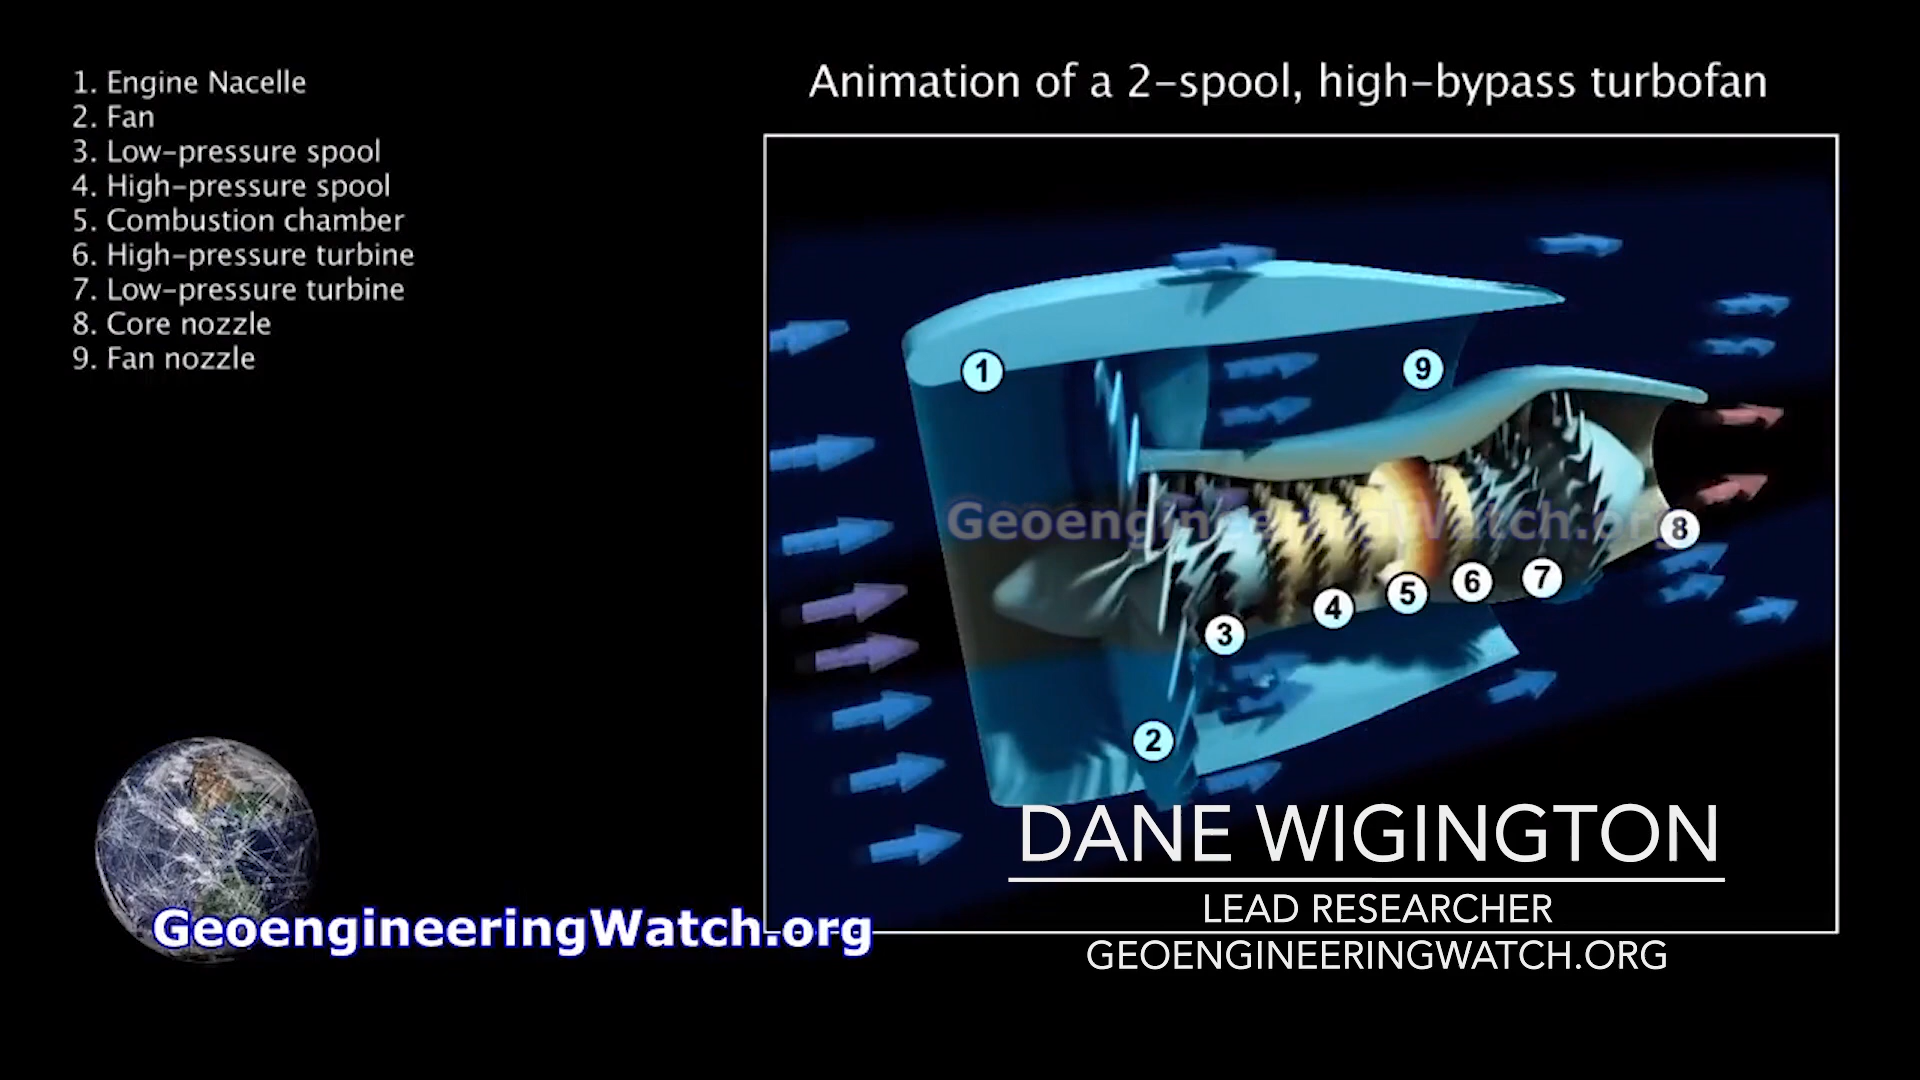 1. Engine Nacelle
2. Fan
3. Low-pressure spool
4. High-pressure spool
5. Combustion chamber
6. High-pressure turbine
7. Low-pressure turbine
8. Core nozzle
9. Fan nozzle
Animation of a 2-spool, high-bypass turbofan
1
9
GeoengineeringWatch.org
8
7
6
5
4
3
2
DANE WIGINGTON
LEAD RESEARCHER
GEOENGINEERINGWATCH.ORG
GeoengineeringWatch.org